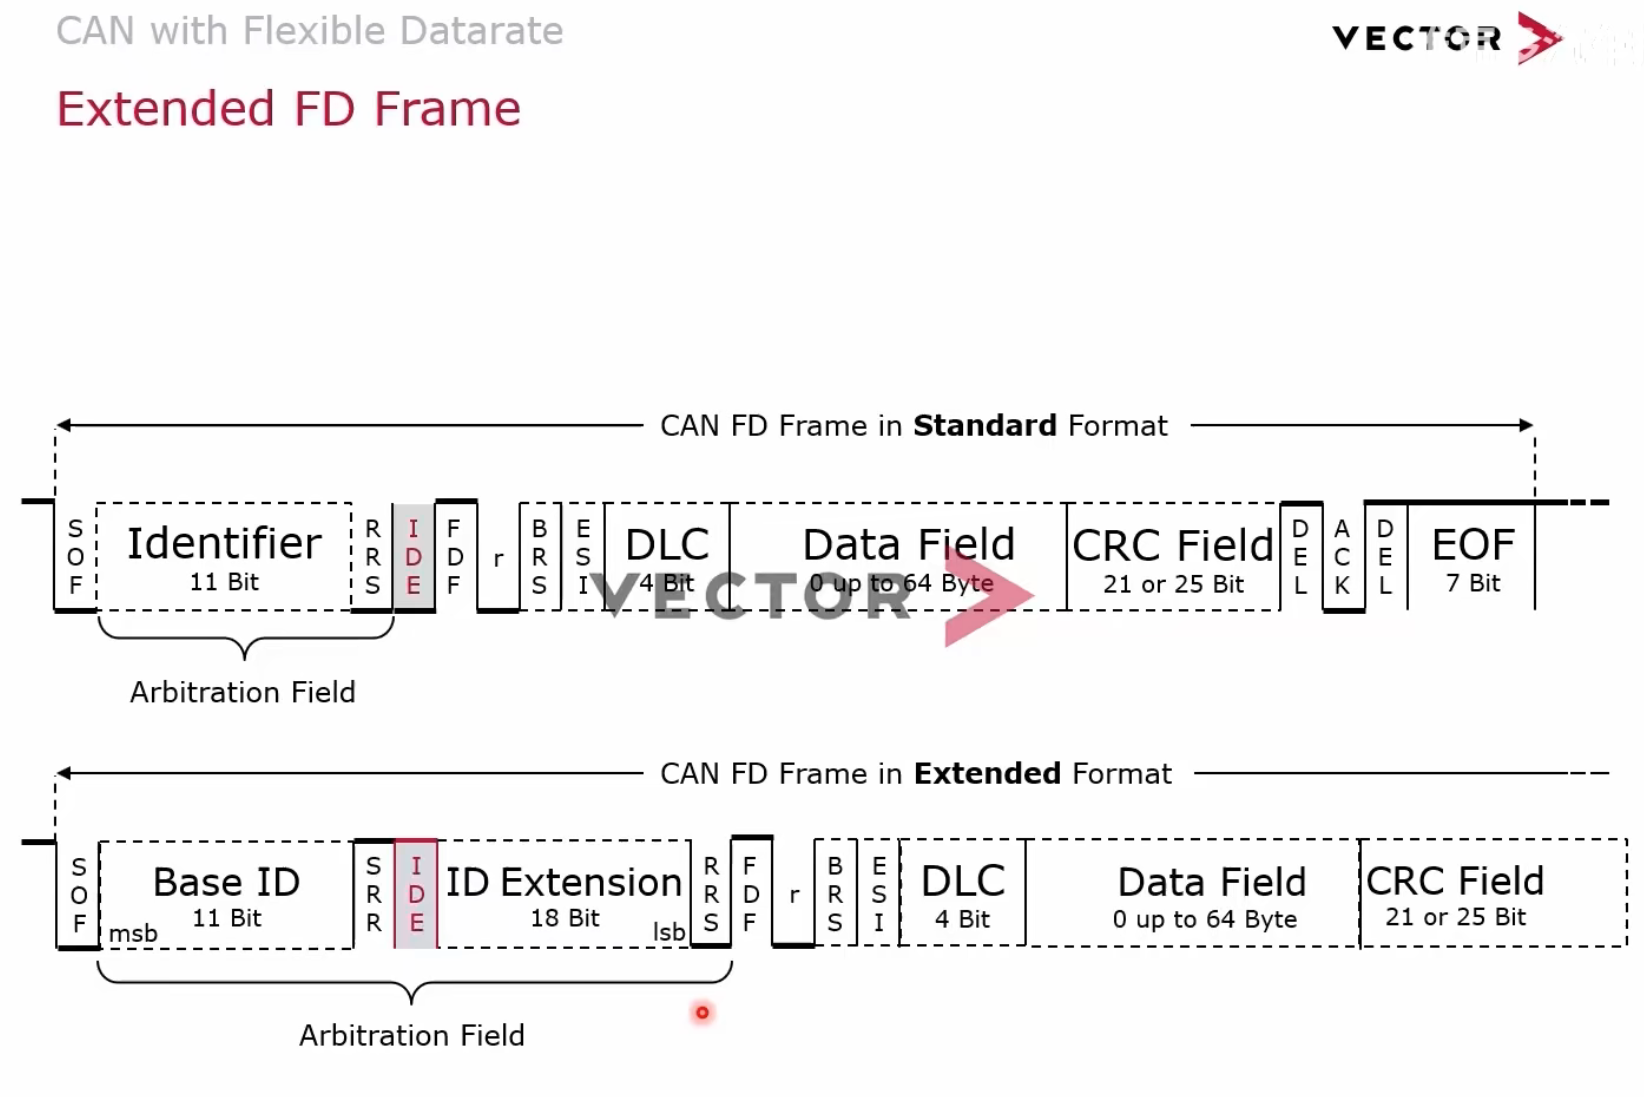 CAN with Flexible Datarate
VECTOR
Extended FD Frame
CAN FD Frame in Standard Format
SOF
Identifier
11 Bit
RRS
IDE
FDF
r
BRS
ESI
DLC
4 Bit
Data Field
0 up to 64 Byte
CRC Field
21 or 25 Bit
DEL
ACK
DEL
EOF
7 Bit
VECTOR
Arbitration Field
CAN FD Frame in Extended Format
SOF
Base ID
11 Bit
msb
SRR
IDE
ID Extension
18 Bit
lsb
RRS
FDF
r
BRS
ESI
DLC
4 Bit
Data Field
0 up to 64 Byte
CRC Field
21 or 25 Bit
Arbitration Field